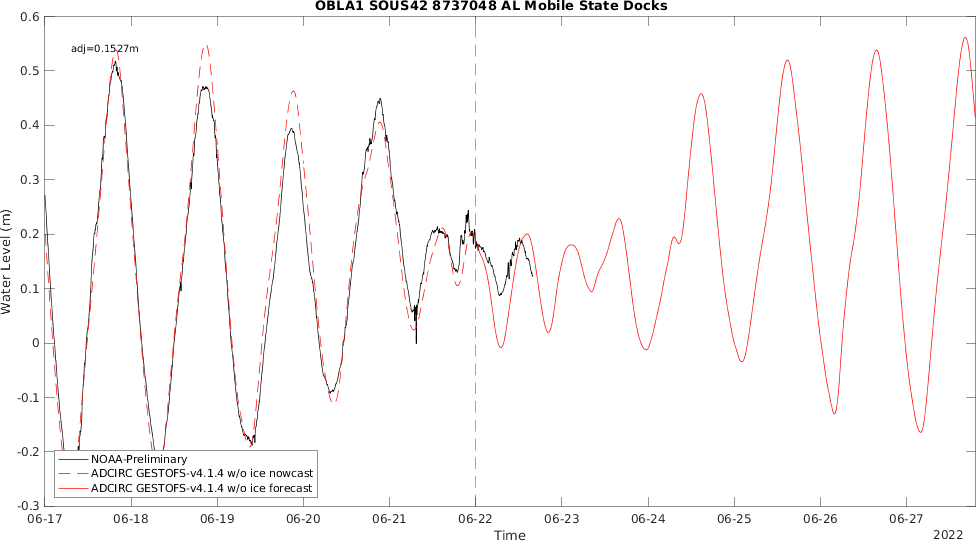 OBLA1 SOUS42 8737048 AL Mobile State Docks
0.6
adj=0.1527m
0.5
0.4
0.3
0.2
0.1
0
-0.1
-0.2
-0.3
Water Level (m)
NOAA-Preliminary
ADCIRC GESTOFS-v4.1.4 w/o ice nowcast
ADCIRC GESTOFS-v4.1.4 w/o ice forecast
06-17 06-18 06-19 06-20 06-21 06-22 06-23 06-24 06-25 06-26 06-27
Time
2022